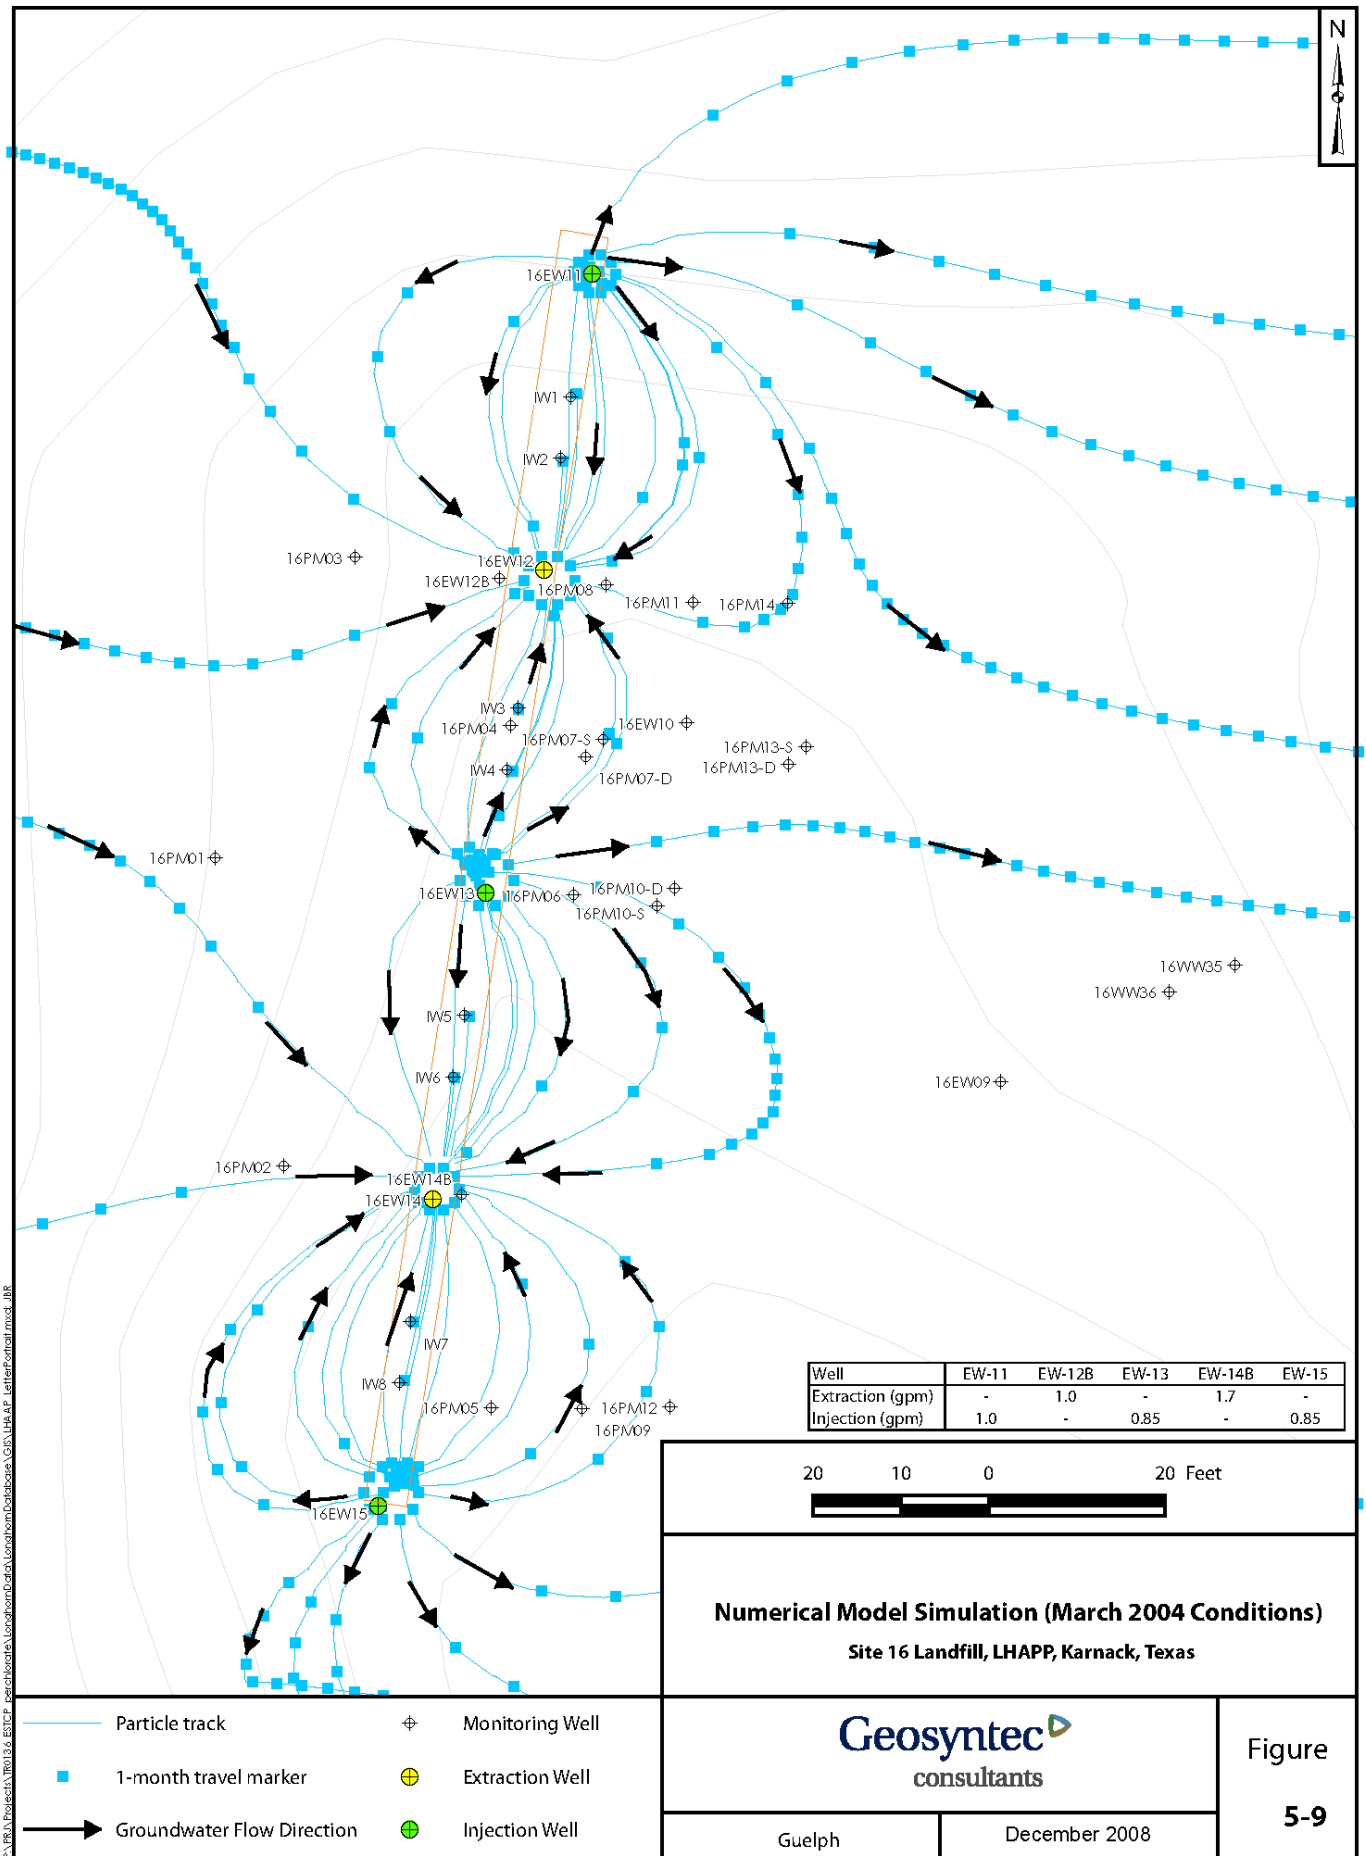 N
16EW11
IW1
IW2
16PM03
16EW12
16EW12B
16PM08
16PM11
16PM14
IW3
16PM04
16PM07-S
16EW10
16PM13-S
16PM13-D
IW4
16PM07-D
16PM01
16EW13
16PM06
16PM10-D
16PM10-S
16WW35
16WW36
IW5
IW6
16EW09
16PM02
16EW14B
16EW14
IW7
IW8
16PM05
16PM12
16PM09
16EW15
Well EW-11 EW-12B EW-13 EW-14B EW-15
Extraction (gpm) - 1.0 - 1.7 -
Injection (gpm) 1.0 - 0.85 - 0.85
20 10 0 20 Feet
Numerical Model Simulation (March 2004 Conditions)
Site 16 Landfill, LHAPP, Karnack, Texas
Particle track
1-month travel marker
Groundwater Flow Direction
Monitoring Well
Extraction Well
Injection Well
Geosyntec
consultants
Guelph
December 2008
Figure
5-9